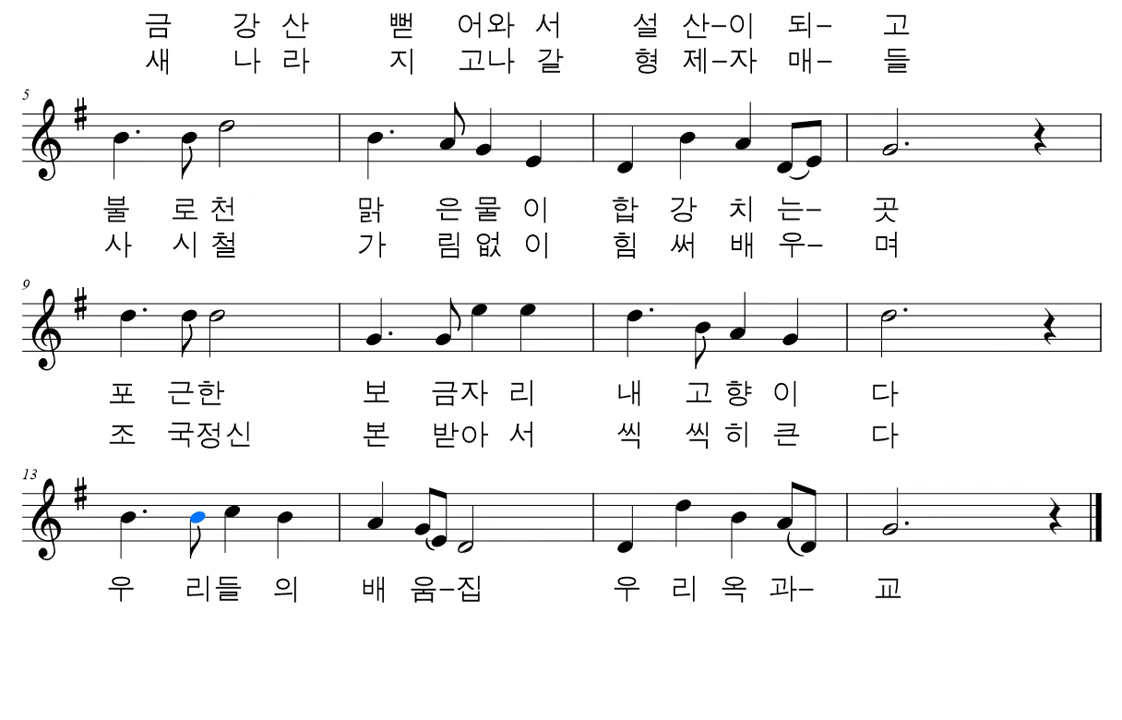 금 강 산 뻗 어와 서 설 산-이 되- 고
새 나 라 지 고나 갈 형 제-자 매- 들
5
불 로 천 맑 은 물 이 합 강 치 는- 곳
사 시 철 가 림 없 이 힘 써 배 우- 며
9
포 근한 보 금자 리 내 고 향 이 다
조 국정신 본 받아 서 씩 씩 히 큰 다
13
우 리들 의 배 움-집 우 리 옥 과- 교